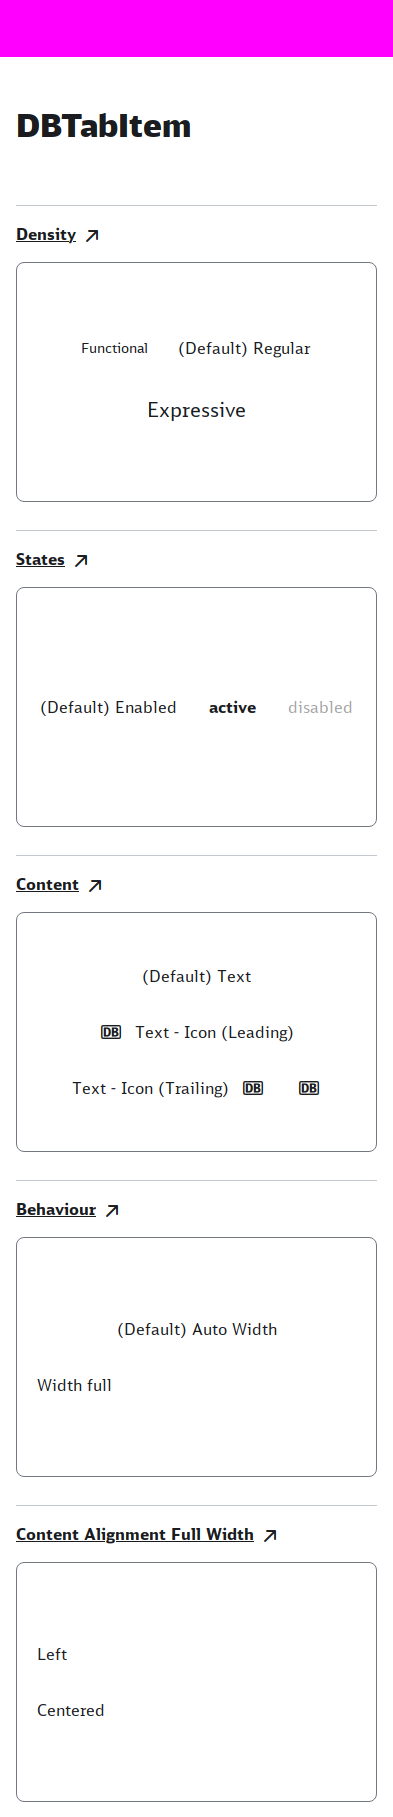 DBTabItem
Density
Functional (Default) Regular
Expressive
States
(Default) Enabled active disabled
Content
(Default) Text
DB Text - Icon (Leading)
Text - Icon (Trailing) DB DB
Behaviour
(Default) Auto Width
Width full
Content Alignment Full Width
Left
Centered